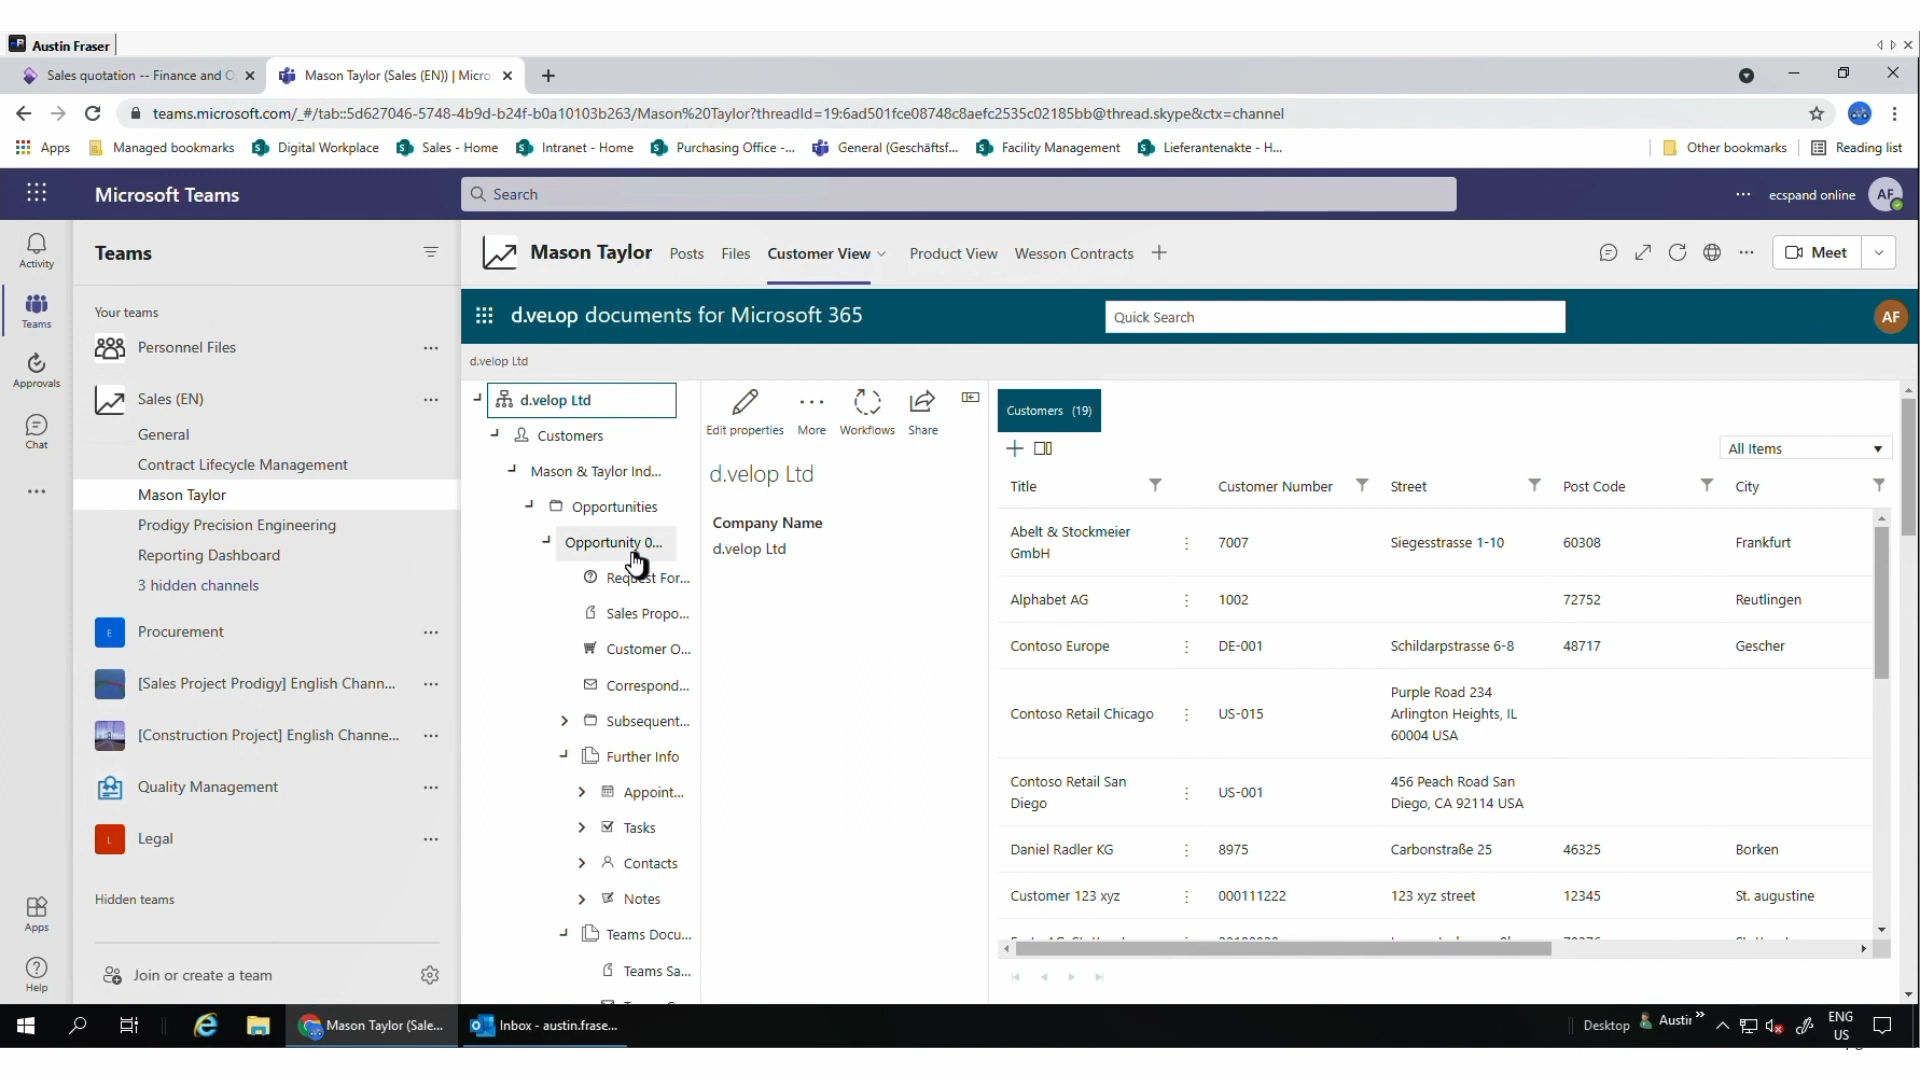 Austin Fraser
Sales quotation -- Finance and O
Mason Taylor (Sales (EN)) | Micro
teams.microsoft.com/_#/tab::5d627046-5748-4b9d-b24f-b0a10103b263/Mason%20Taylor?threadId=19:6ad501fce08748c8aefc2535c02185bb@thread.skype&ctx=channel
Apps
Managed bookmarks
Digital Workplace
Sales - Home
Intranet - Home
Purchasing Office -...
General (Geschäftsf...
Facility Management
Lieferantenakte - H...
Other bookmarks
Reading list
Microsoft Teams
Search
ecspand online
AF
Activity
Teams
Approvals
Chat
Apps
Help
Teams
Your teams
Personnel Files
Sales (EN)
General
Contract Lifecycle Management
Mason Taylor
Prodigy Precision Engineering
Reporting Dashboard
3 hidden channels
E
Procurement
[Sales Project Prodigy] English Chann...
[Construction Project] English Channe...
Quality Management
L
Legal
Hidden teams
Join or create a team
Mason Taylor
Posts
Files
Customer View
Product View
Wesson Contracts
Meet
d.velop documents for Microsoft 365
Quick Search
AF
d.velop Ltd
d.velop Ltd
Customers
Mason & Taylor Ind...
Opportunities
Opportunity 0...
Request For...
Sales Propo...
Customer O...
Correspond...
Subsequent...
Further Info
Appoint...
Tasks
Contacts
Notes
Teams Docu...
Teams Sa...
Edit properties
More
Workflows
Share
d.velop Ltd
Company Name
d.velop Ltd
Customers (19)
All Items
Title Customer Number Street Post Code City
Abelt & Stockmeier
GmbH
7007 Siegesstrasse 1-10 60308 Frankfurt
Alphabet AG 1002 72752 Reutlingen
Contoso Europe DE-001 Schildarpstrasse 6-8 48717 Gescher
Contoso Retail Chicago US-015
Purple Road 234
Arlington Heights, IL
60004 USA
Contoso Retail San
Diego
US-001
456 Peach Road San
Diego, CA 92114 USA
Daniel Radler KG 8975 Carbonstraße 25 46325 Borken
Customer 123 xyz 000111222 123 xyz street 12345 St. augustine
Mason Taylor (Sale...
Inbox - austin.frase...
Desktop
Austir
ENG
US